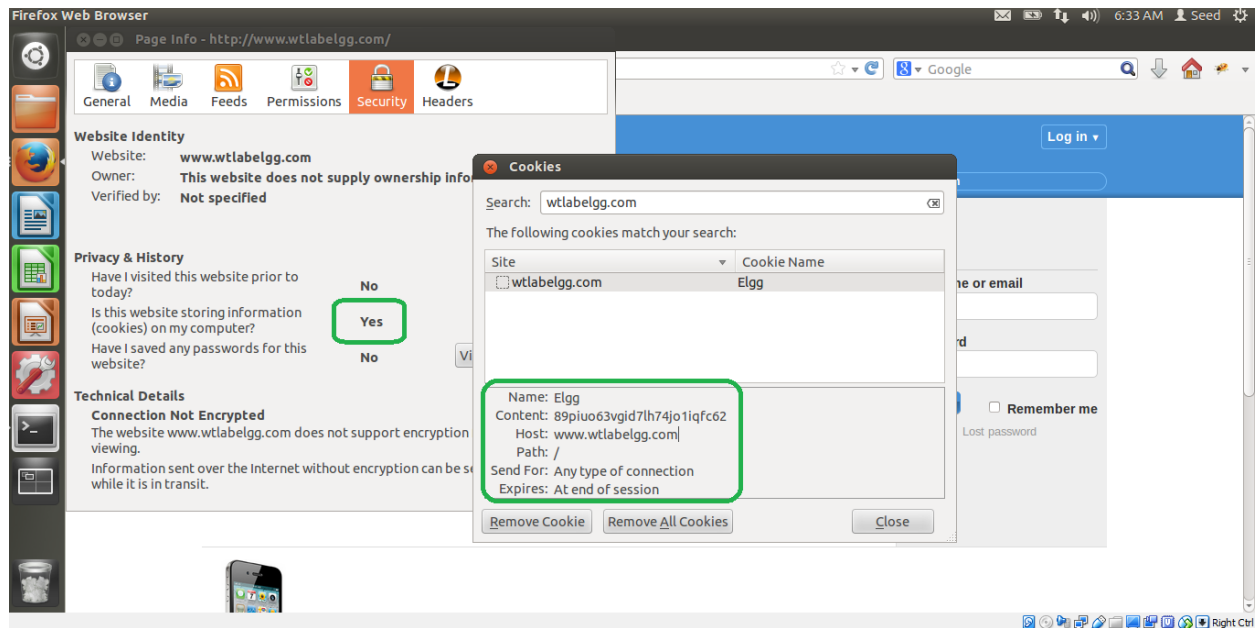 Firefox Web Browser
6:33 AM Seed
Page Info - http://www.wtlabelgg.com/
Google
General Media Feeds Permissions Security Headers
Log in
Website Identity
Website: www.wtlabelgg.com
Owner: This website does not supply ownership info
Verified by: Not specified
Privacy & History
Have I visited this website prior to
today?
No
Is this website storing information
(cookies) on my computer?
Yes
Have I saved any passwords for this
website?
No
Vi
Technical Details
Connection Not Encrypted
The website www.wtlabelgg.com does not support encryption
viewing.
Information sent over the Internet without encryption can be se
while it is in transit.
Cookies
Search: wtlabelgg.com
The following cookies match your search:
Site Cookie Name
wtlabelgg.com Elgg
Name: Elgg
Content: 89piuo63vgid7lh74jo1iqfc62
Host: www.wtlabelgg.com
Path: /
Send For: Any type of connection
Expires: At end of session
Remove Cookie Remove All Cookies Close
ne or email
rd
Remember me
Lost password
Right Ctrl